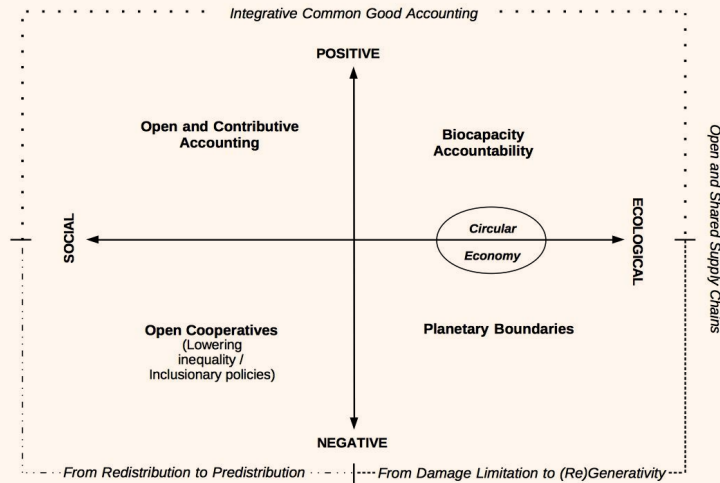 Integrative Common Good Accounting
POSITIVE
Open and Contributive
Accounting
Biocapacity
Accountability
Open and Shared Supply Chains
SOCIAL
Circular
Economy
ECOLOGICAL
Open Cooperatives
(Lowering
inequality /
Inclusionary policies)
Planetary Boundaries
NEGATIVE
From Redistribution to Predistribution
From Damage Limitation to (Re)Generativity